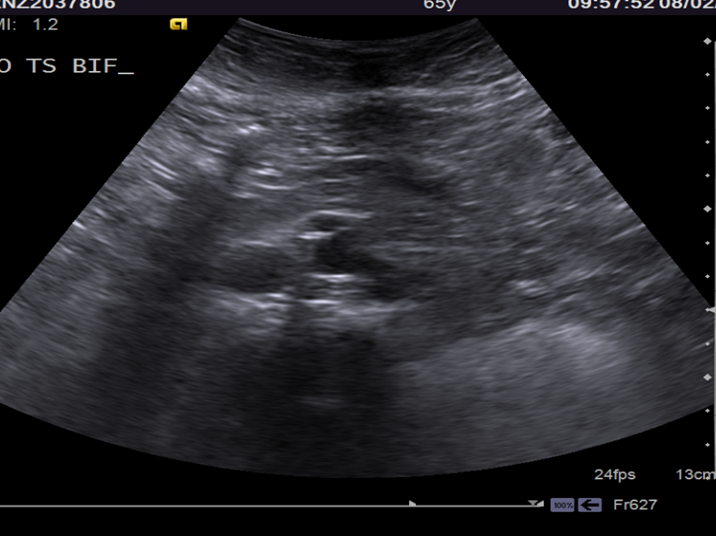 NZ2037806 65y 09:57:52 08/02/
MI: 1.2
O TS BIF_
24fps 13cm
100% Fr627